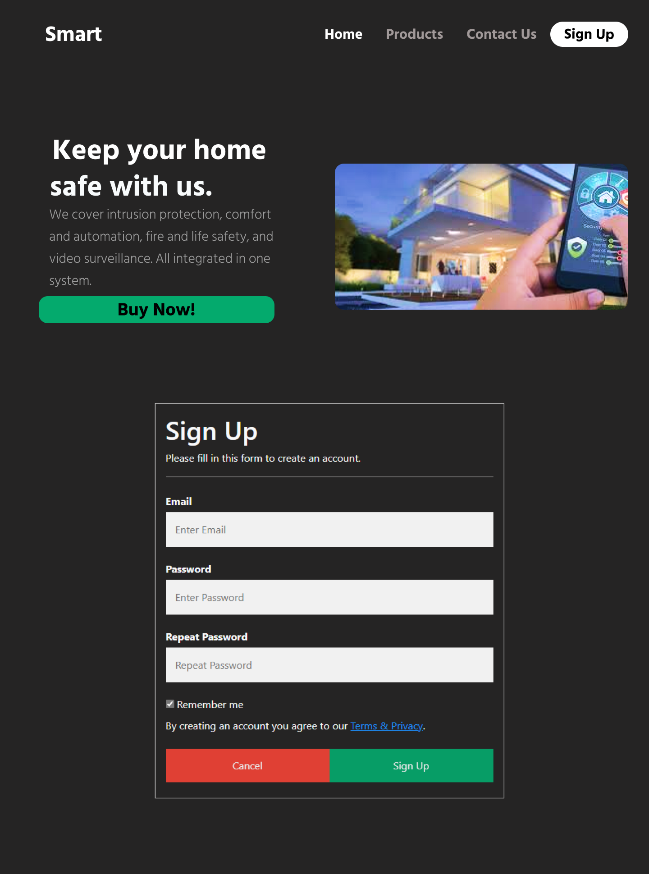 Smart
Home Products Contact Us Sign Up
Keep your home
safe with us.
We cover intrusion protection, comfort
and automation, fire and life safety, and
video surveillance. All integrated in one
system.
Buy Now!
Sign Up
Please fill in this form to create an account.
Email
Enter Email
Password
Enter Password
Repeat Password
Repeat Password
Remember me
By creating an account you agree to our Terms & Privacy.
Cancel Sign Up